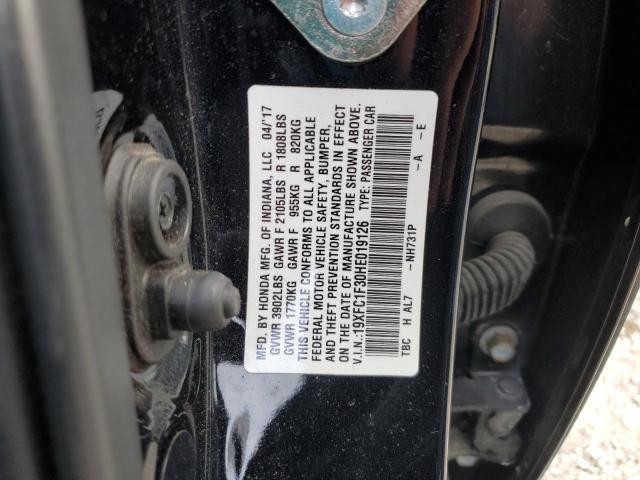 MFD. BY HONDA MFG. OF INDIANA, LLC 04/'17
GVWR 3902LBS GAWR F 2105LBS R 1808LBS
GVWR 1770KG GAWR F 955KG R 820KG
THIS VEHICLE CONFORMS TO ALL APPLICABLE
FEDERAL MOTOR VEHICLE SAFETY, BUMPER,
AND THEFT PREVENTION STANDARDS IN EFFECT
ON THE DATE OF MANUFACTURE SHOWN ABOVE.
V.I.N.:19XFC1F30HE019126 TYPE: PASSENGER CAR
-A -E
-NH731P
TBC H AL7